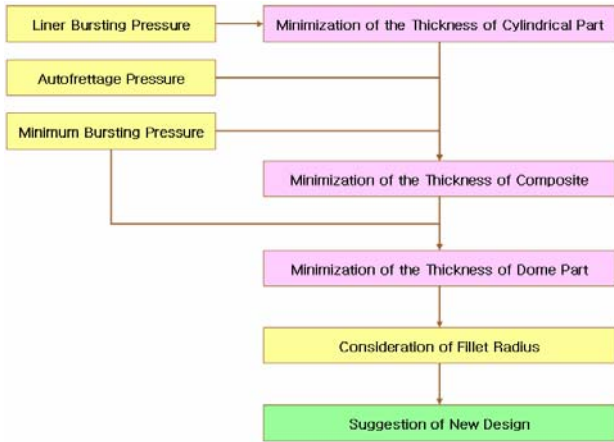 Liner Bursting Pressure
Minimization of the Thickness of Cylindrical Part
Autofrettage Pressure
Minimum Bursting Pressure
Minimization of the Thickness of Composite
Minimization of the Thickness of Dome Part
Consideration of Fillet Radius
Suggestion of New Design